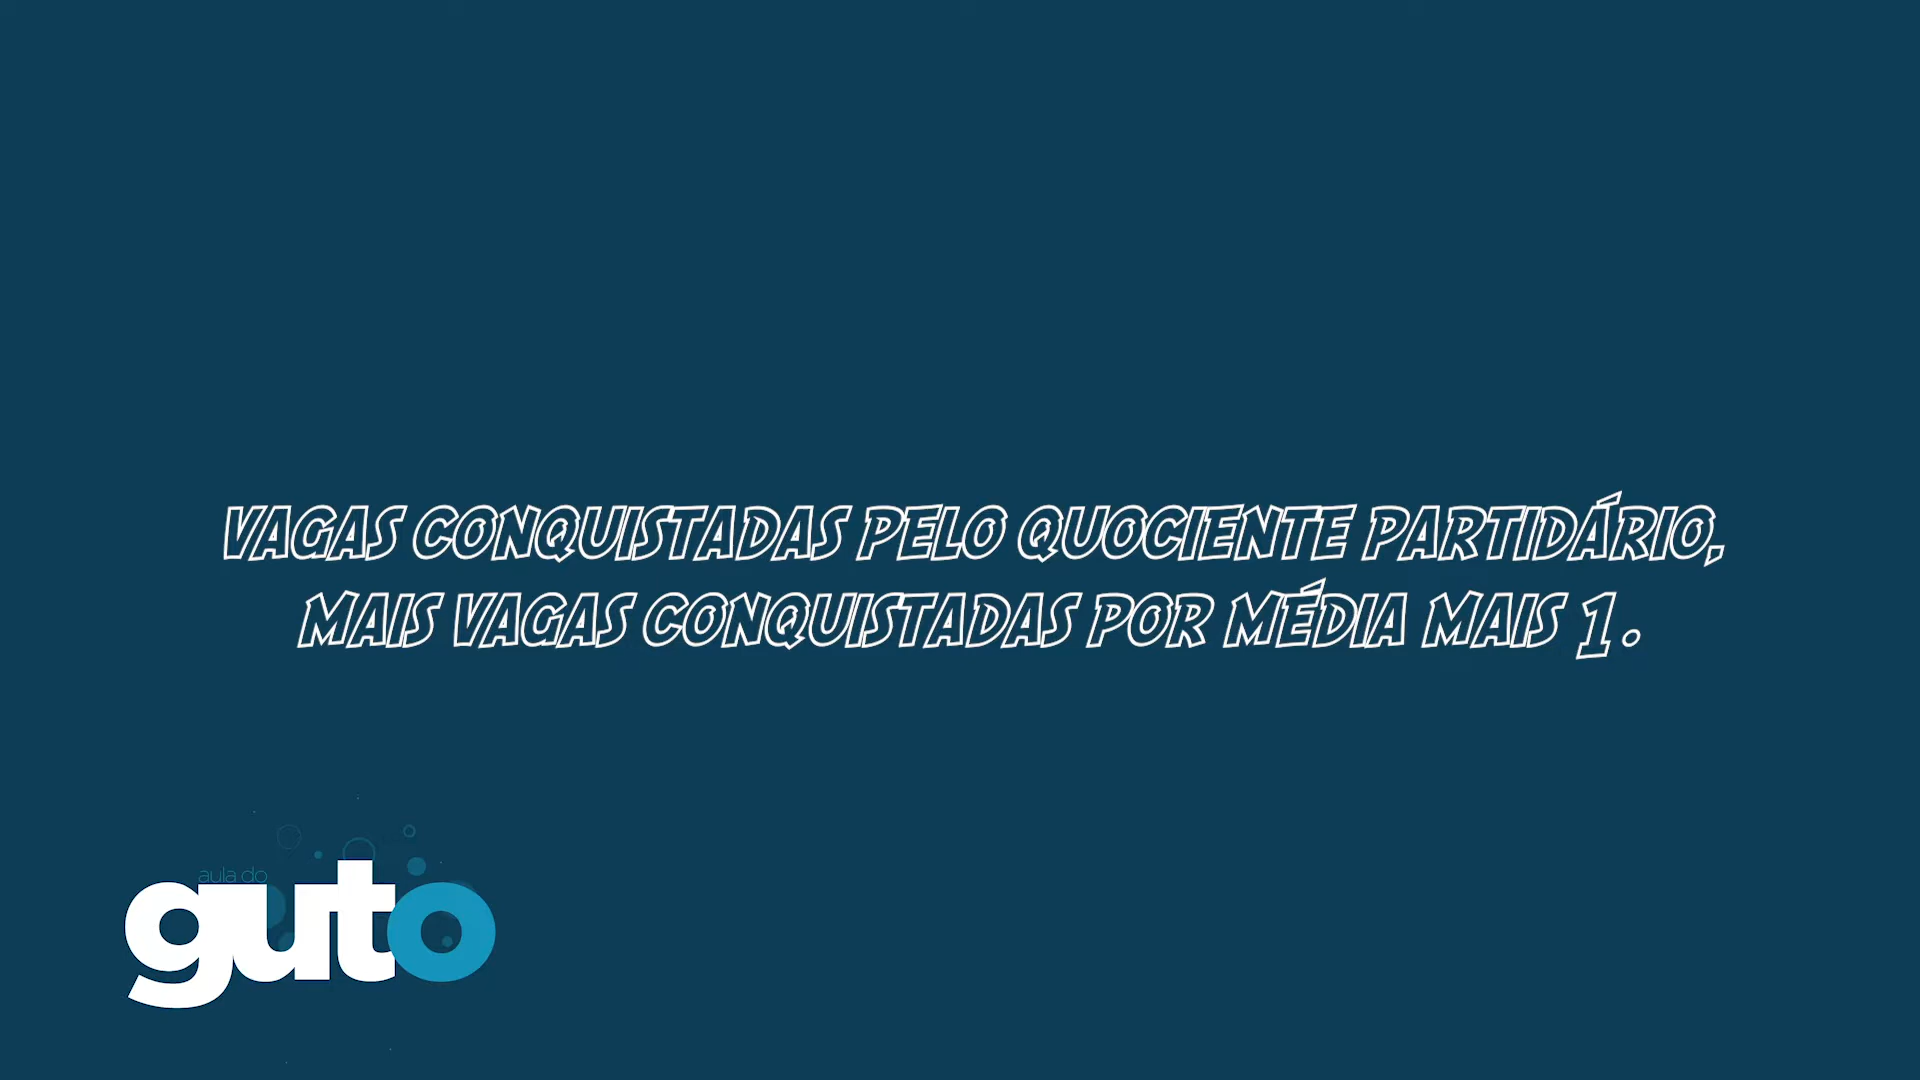 VAGAS CONQUISTADAS PELO QUOCIENTE PARTIDÁRIO,
MAIS VAGAS CONQUISTADAS POR MÉDIA MAIS 1.
aula do
guto